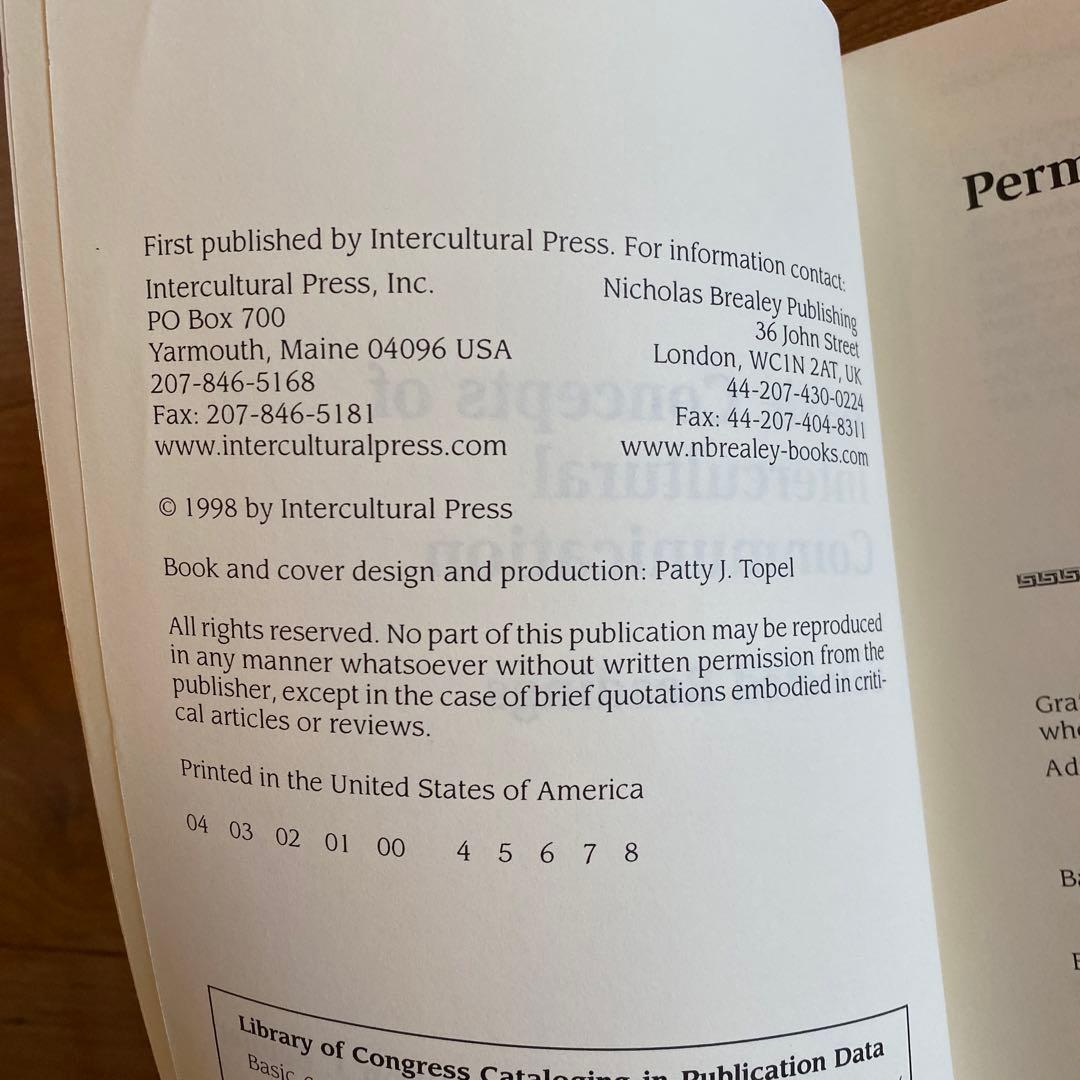 First published by Intercultural Press. For information contact:
Intercultural Press, Inc.
PO Box 700
Yarmouth, Maine 04096 USA
207-846-5168
Fax: 207-846-5181
www.interculturalpress.com
Nicholas Brealey Publishing
36 John Street
London, WC1N 2AT, UK
44-207-430-0224
Fax: 44-207-404-8311
www.nbrealey-books.com
© 1998 by Intercultural Press
Book and cover design and production: Patty J. Topel
All rights reserved. No part of this publication may be reproduced
in any manner whatsoever without written permission from the
publisher, except in the case of brief quotations embodied in criti-
cal articles or reviews.
Printed in the United States of America
04 03 02 01 00 4 5 6 7 8
Library of Congress Cataloging in Publication Data
Basic
Perm
Gra
who
Ad